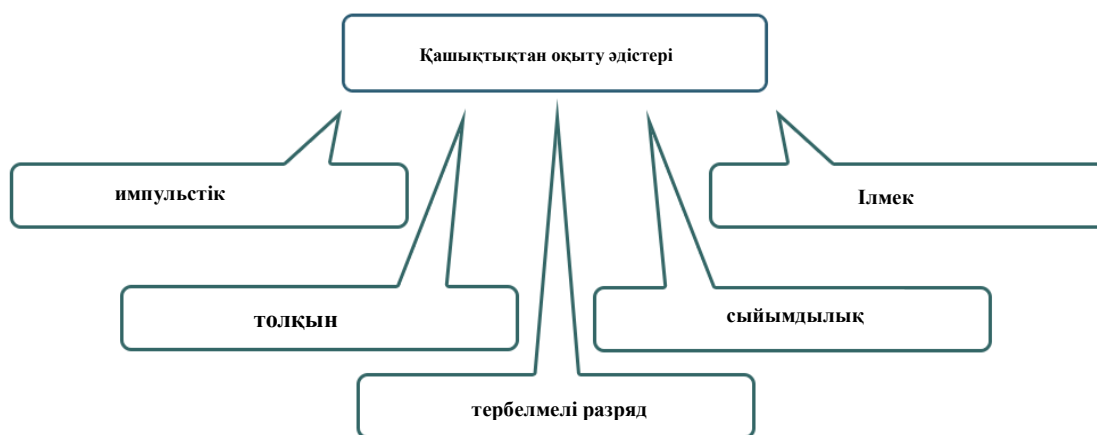 Қашықтықтан оқыту әдістері
импульстік
Ілмек
толқын
сыйымдылық
тербелмелі разряд